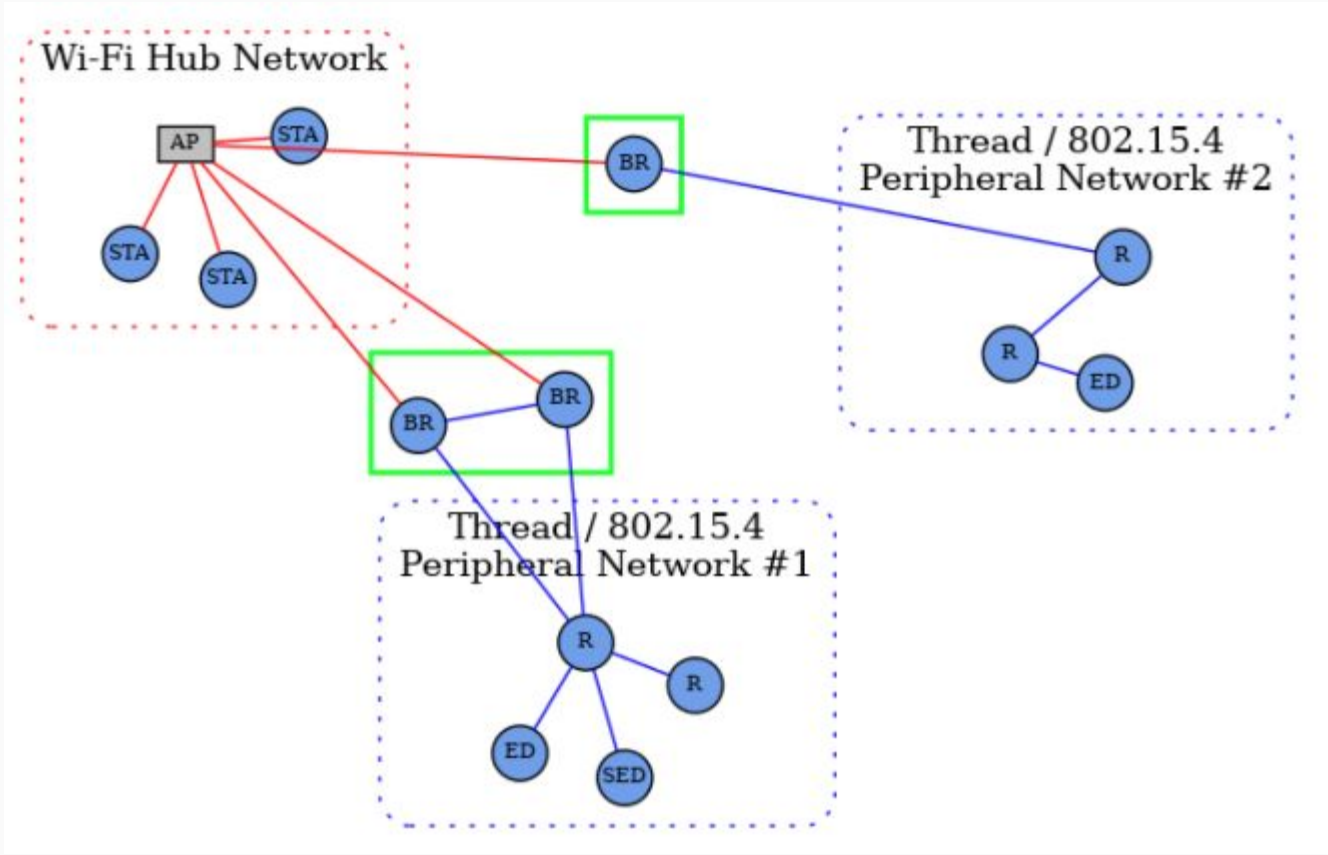 Wi-Fi Hub Network
AP
STA
STA
STA
BR
Thread / 802.15.4
Peripheral Network #2
R
R
ED
BR
BR
Thread / 802.15.4
Peripheral Network #1
R
R
ED
SED